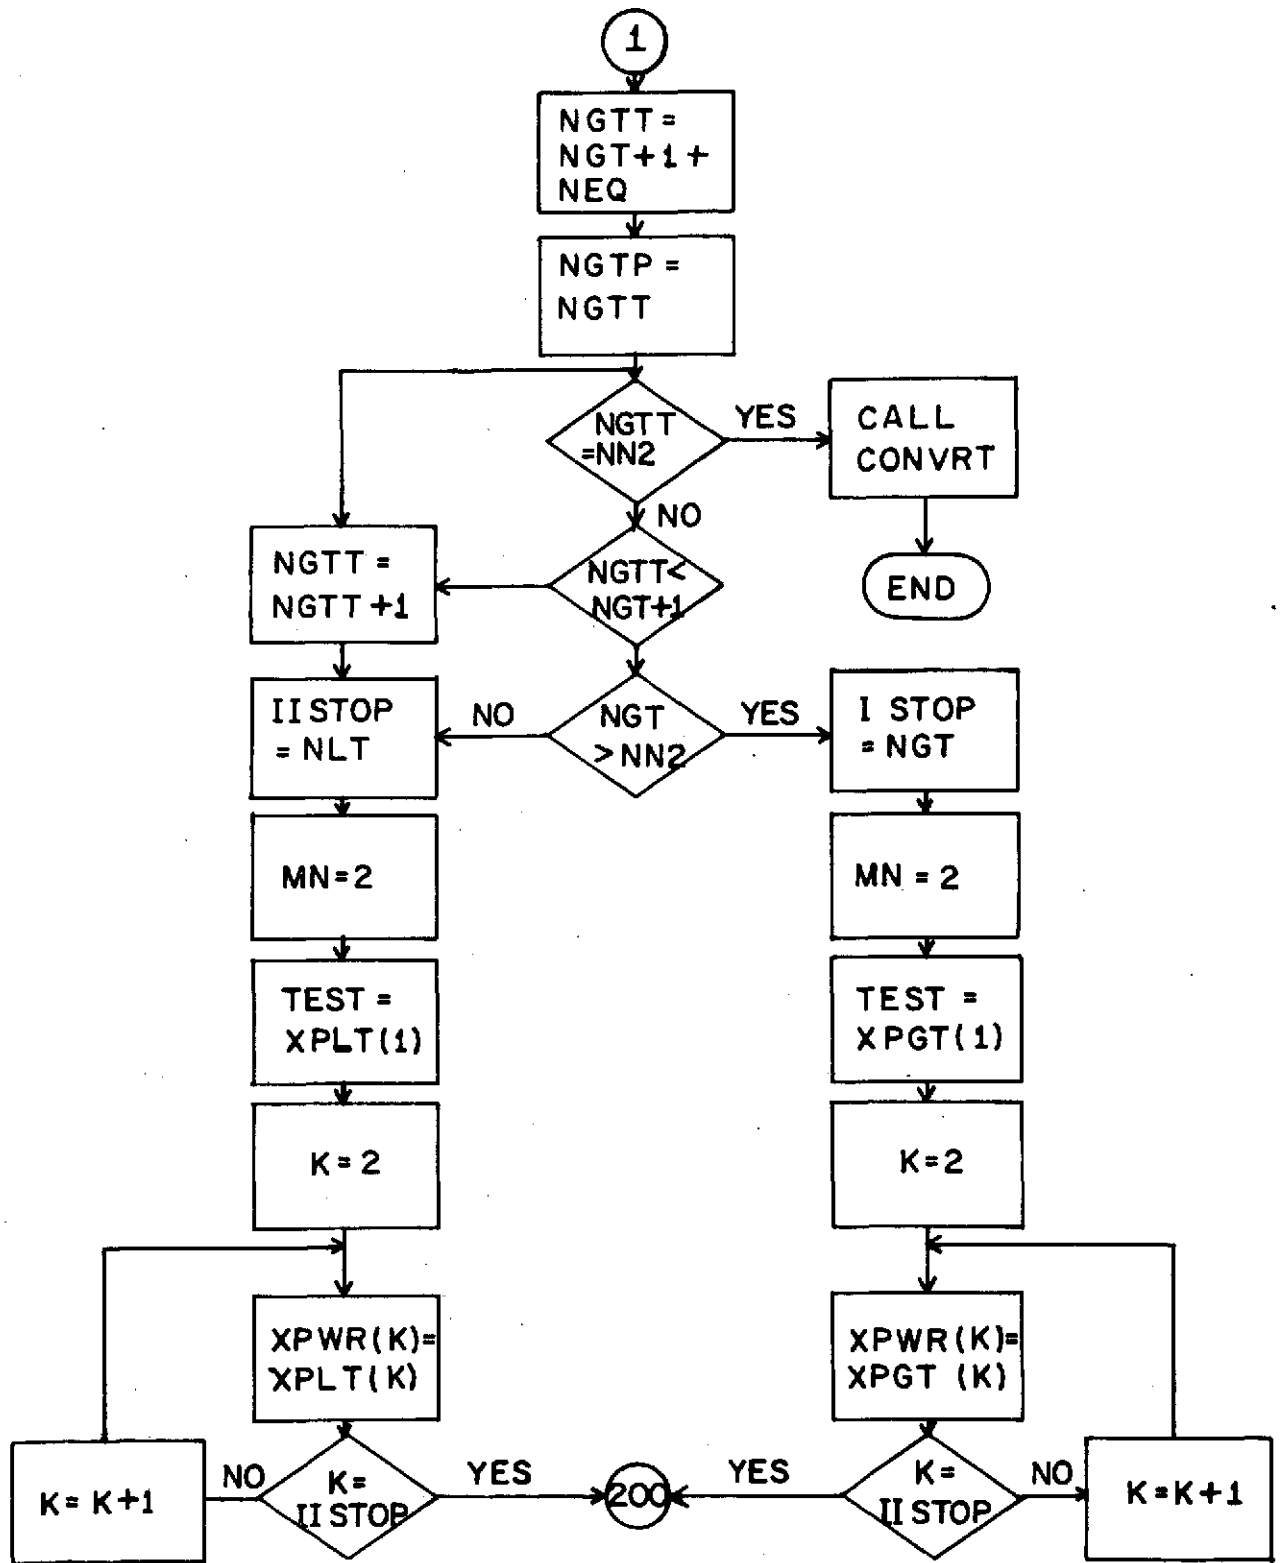 1
NGTT =
NGT+1+
NEQ
NGTP =
NGTT
NGTT
=NN2
YES
CALL
CONVRT
NO
END
NGTT =
NGTT+1
NGTT<
NGT+1
II STOP
= NLT
NO
NGT
>NN2
YES
I STOP
=NGT
MN=2
MN = 2
TEST =
XPLT(1)
TEST =
XPGT(1)
K=2
K=2
XPWR(K)=
XPLT(K)
XPWR(K)=
XPGT (K)
K= K+1
NO
K=
II STOP
YES
200
YES
K=
II STOP
NO
K=K+1